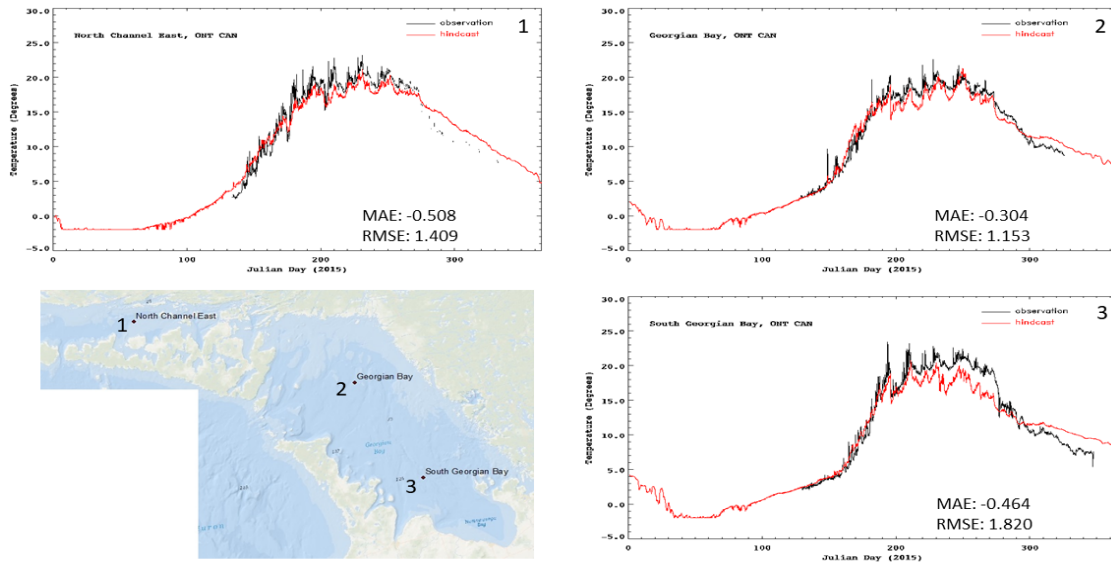 observation 1
hindcast
North Channel East, ONT CAN
Temperature (Degrees)
30.0
25.0
20.0
15.0
10.0
5.0
0.0
-5.0
MAE: -0.508
RMSE: 1.409
0 100 200 300
Julian Day (2015)
observation 2
hindcast
Georgian Bay, ONT CAN
Temperature (Degrees)
30.0
25.0
20.0
15.0
10.0
5.0
0.0
-5.0
MAE: -0.304
RMSE: 1.153
0 100 200 300
Julian Day (2015)
North Channel East
1
Georgian Bay
2
Georgian
Bay
South Georgian Bay
3
Nottawasaga
Bay
observation 3
hindcast
South Georgian Bay, ONT CAN
Temperature (Degrees)
30.0
25.0
20.0
15.0
10.0
5.0
0.0
-5.0
MAE: -0.464
RMSE: 1.820
0 100 200 300
Julian Day (2015)